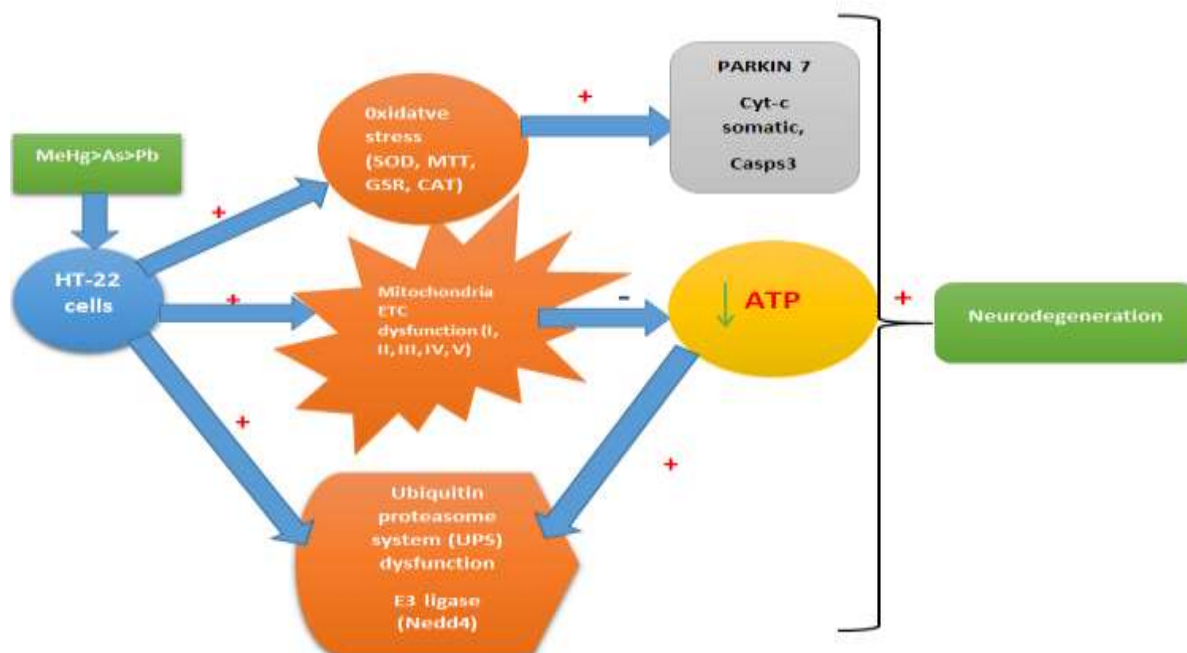 MeHg>As>Pb
HT-22
cells
+
+
+
0xidatve
stress
(SOD, MTT,
GSR, CAT)
+
PARKIN 7
Cyt-c
somatic,
Casps3
Mitochondria
ETC
dysfunction (I,
II, III, IV, V)
-
↓ ATP
+
Ubiquitin
proteasome
system (UPS)
dysfunction
E3 ligase
(Nedd4)
+
Neurodegeneration